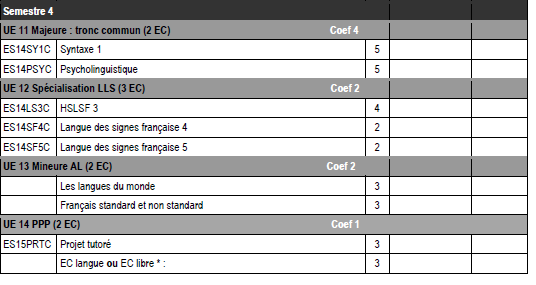 Semestre 4
UE 11 Majeure : tronc commun (2 EC) Coef 4
ES14SY1C Syntaxe 1 5
ES14PSYC Psycholinguistique 5
UE 12 Spécialisation LLS (3 EC) Coef 2
ES14LS3C HSLSF 3 4
ES14SF4C Langue des signes française 4 2
ES14SF5C Langue des signes française 5 2
UE 13 Mineure AL (2 EC) Coef 2
Les langues du monde 3
Français standard et non standard 3
UE 14 PPP (2 EC) Coef 1
ES15PRTC Projet tutoré 3
EC langue ou EC libre * : 3